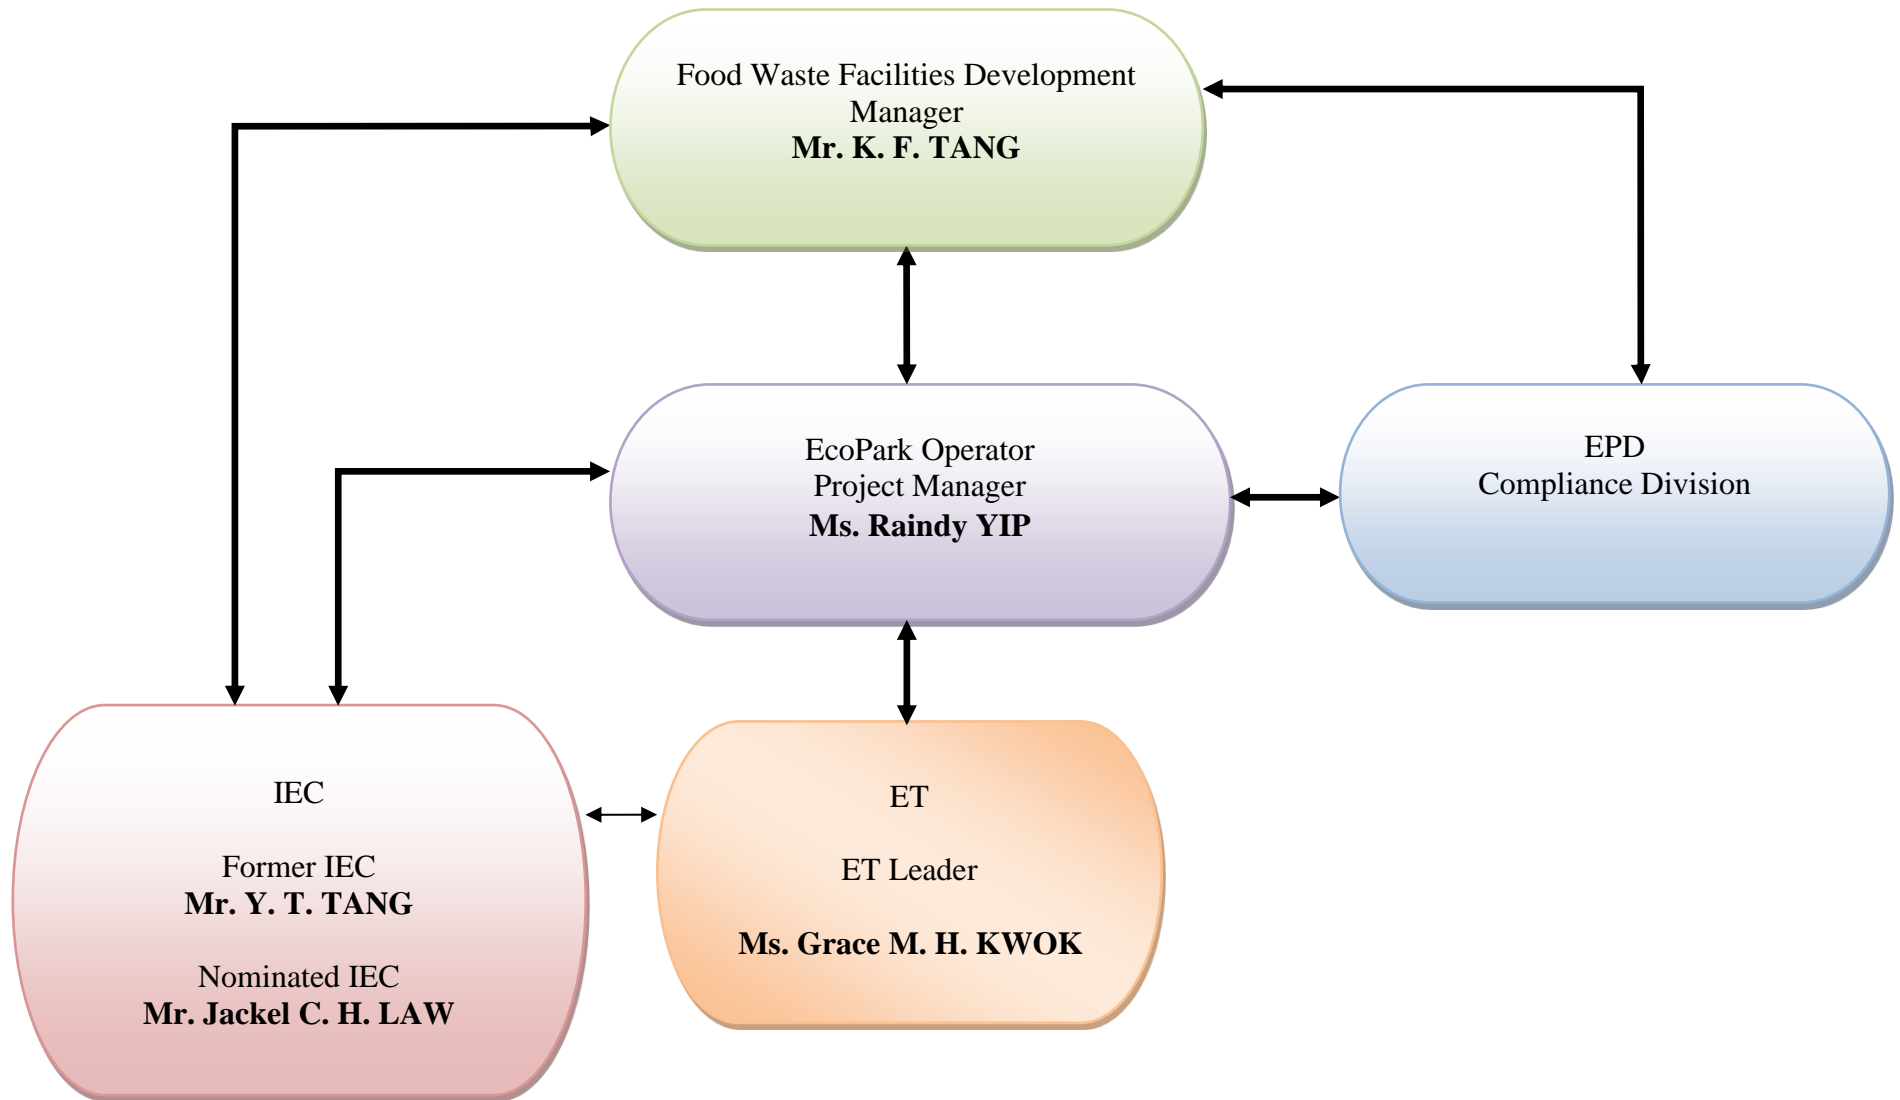 Food Waste Facilities Development
Manager
Mr. K. F. TANG
EcoPark Operator
Project Manager
Ms. Raindy YIP
EPD
Compliance Division
IEC
Former IEC
Mr. Y. T. TANG
Nominated IEC
Mr. Jackel C. H. LAW
ET
ET Leader
Ms. Grace M. H. KWOK